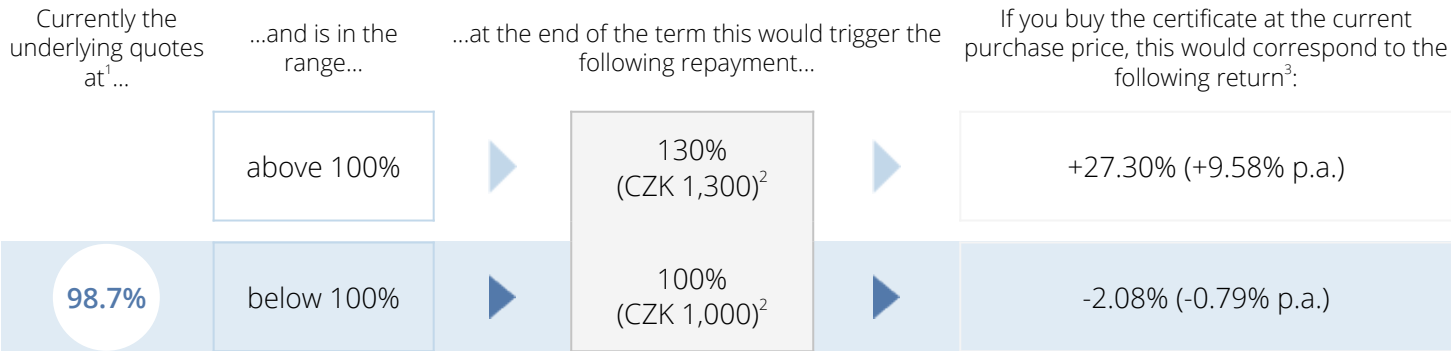 Currently the
underlying quotes
at¹...
...and is in the
range...
...at the end of the term this would trigger the
following repayment...
If you buy the certificate at the current
purchase price, this would correspond to the
following return³:
above 100%
130%
(CZK 1,300)²
+27.30% (+9.58% p.a.)
98.7%
below 100%
100%
(CZK 1,000)²
-2.08% (-0.79% p.a.)